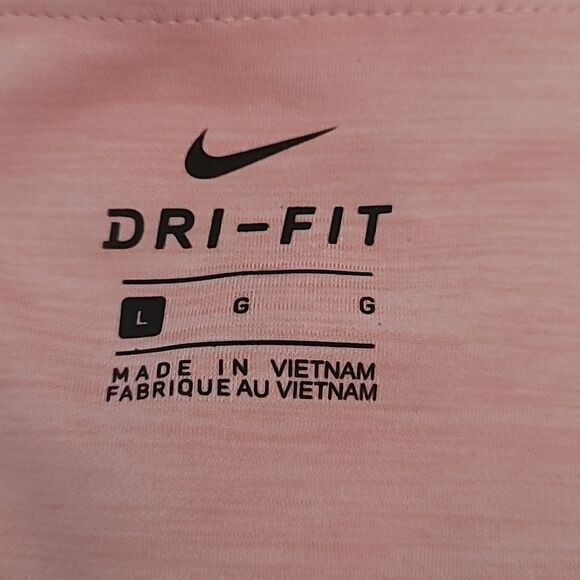 DRI-FIT
L G G
MADE IN VIETNAM
FABRIQUE AU VIETNAM